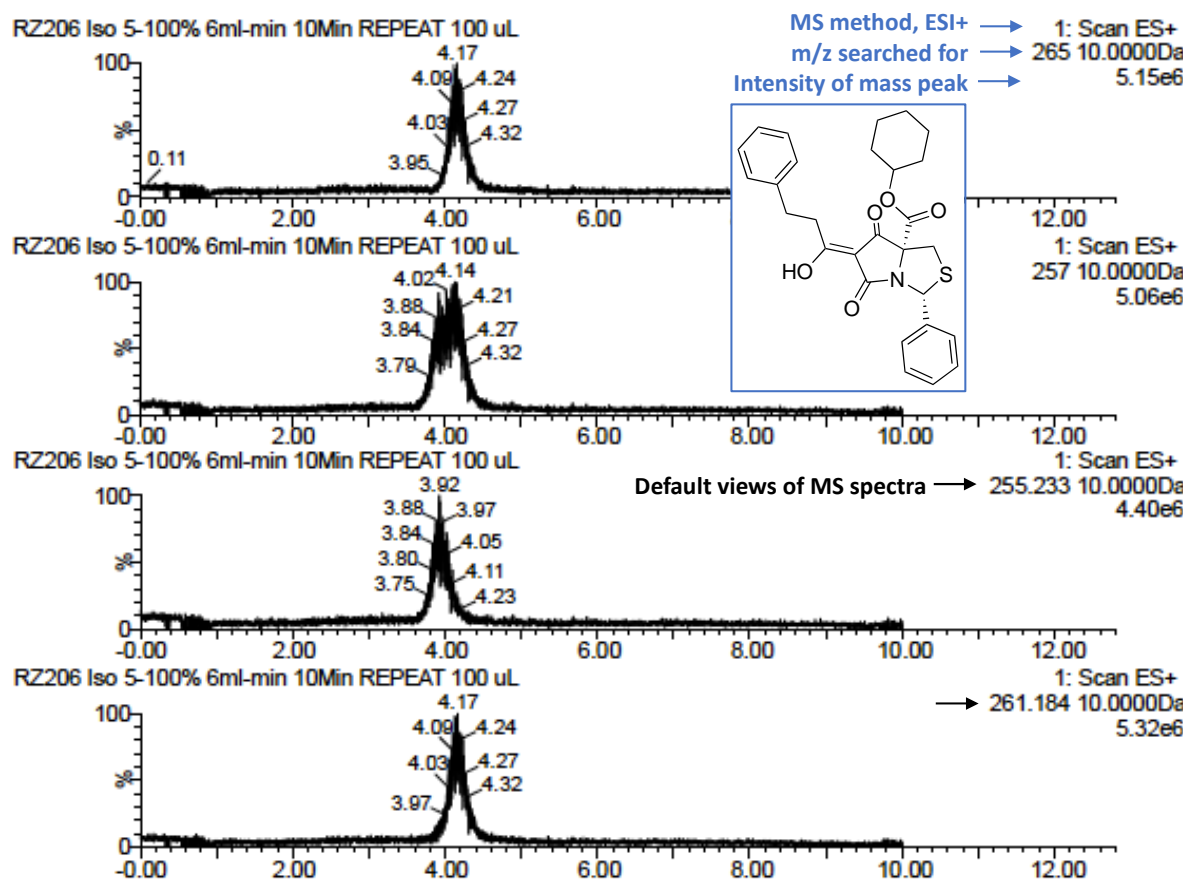 RZ206 Iso 5-100% 6ml-min 10Min REPEAT 100 uL
MS method, ESI+
1: Scan ES+
m/z searched for
265 10.0000Da
Intensity of mass peak
5.15e6
4.17
4.09
4.24
4.27
4.03
4.32
3.95
0.11
100
%
0
-0.00 2.00 4.00 6.00 12.00
O
O
O
HO
N
S
O
RZ206 Iso 5-100% 6ml-min 10Min REPEAT 100 uL
1: Scan ES+
257 10.0000Da
5.06e6
4.14
4.02
4.21
3.88
3.84
4.27
4.32
3.79
100
%
0
-0.00 2.00 4.00 6.00 8.00 10.00 12.00
RZ206 Iso 5-100% 6ml-min 10Min REPEAT 100 uL
1: Scan ES+
Default views of MS spectra
255.233 10.0000Da
4.40e6
3.92
3.88
3.97
3.84
4.05
3.80
4.11
3.75
4.23
100
%
0
-0.00 2.00 4.00 6.00 8.00 10.00 12.00
RZ206 Iso 5-100% 6ml-min 10Min REPEAT 100 uL
1: Scan ES+
261.184 10.0000Da
5.32e6
4.17
4.09
4.24
4.03
4.27
4.32
3.97
100
%
0
-0.00 2.00 4.00 6.00 8.00 10.00 12.00